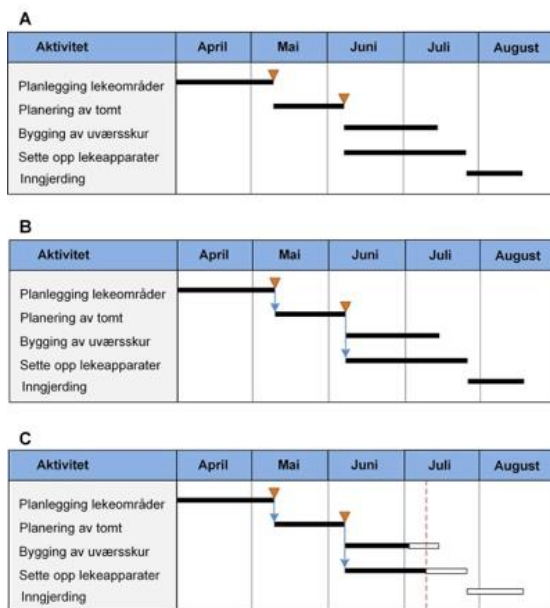 A
Aktivitet April Mai Juni Juli August
Planlegging lekeområder
Planering av tomt
Bygging av uværsskur
Sette opp lekeapparater
Inngjerding
B
Aktivitet April Mai Juni Juli August
Planlegging lekeområder
Planering av tomt
Bygging av uværsskur
Sette opp lekeapparater
Inngjerding
C
Aktivitet April Mai Juni Juli August
Planlegging lekeområder
Planering av tomt
Bygging av uværsskur
Sette opp lekeapparater
Inngjerding